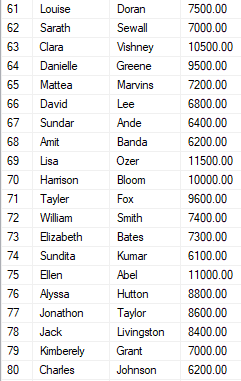 61 Louise Doran 7500.00
62 Sarath Sewall 7000.00
63 Clara Vishney 10500.00
64 Danielle Greene 9500.00
65 Mattea Marvins 7200.00
66 David Lee 6800.00
67 Sundar Ande 6400.00
68 Amit Banda 6200.00
69 Lisa Ozer 11500.00
70 Harrison Bloom 10000.00
71 Tayler Fox 9600.00
72 William Smith 7400.00
73 Elizabeth Bates 7300.00
74 Sundita Kumar 6100.00
75 Ellen Abel 11000.00
76 Alyssa Hutton 8800.00
77 Jonathon Taylor 8600.00
78 Jack Livingston 8400.00
79 Kimberely Grant 7000.00
80 Charles Johnson 6200.00